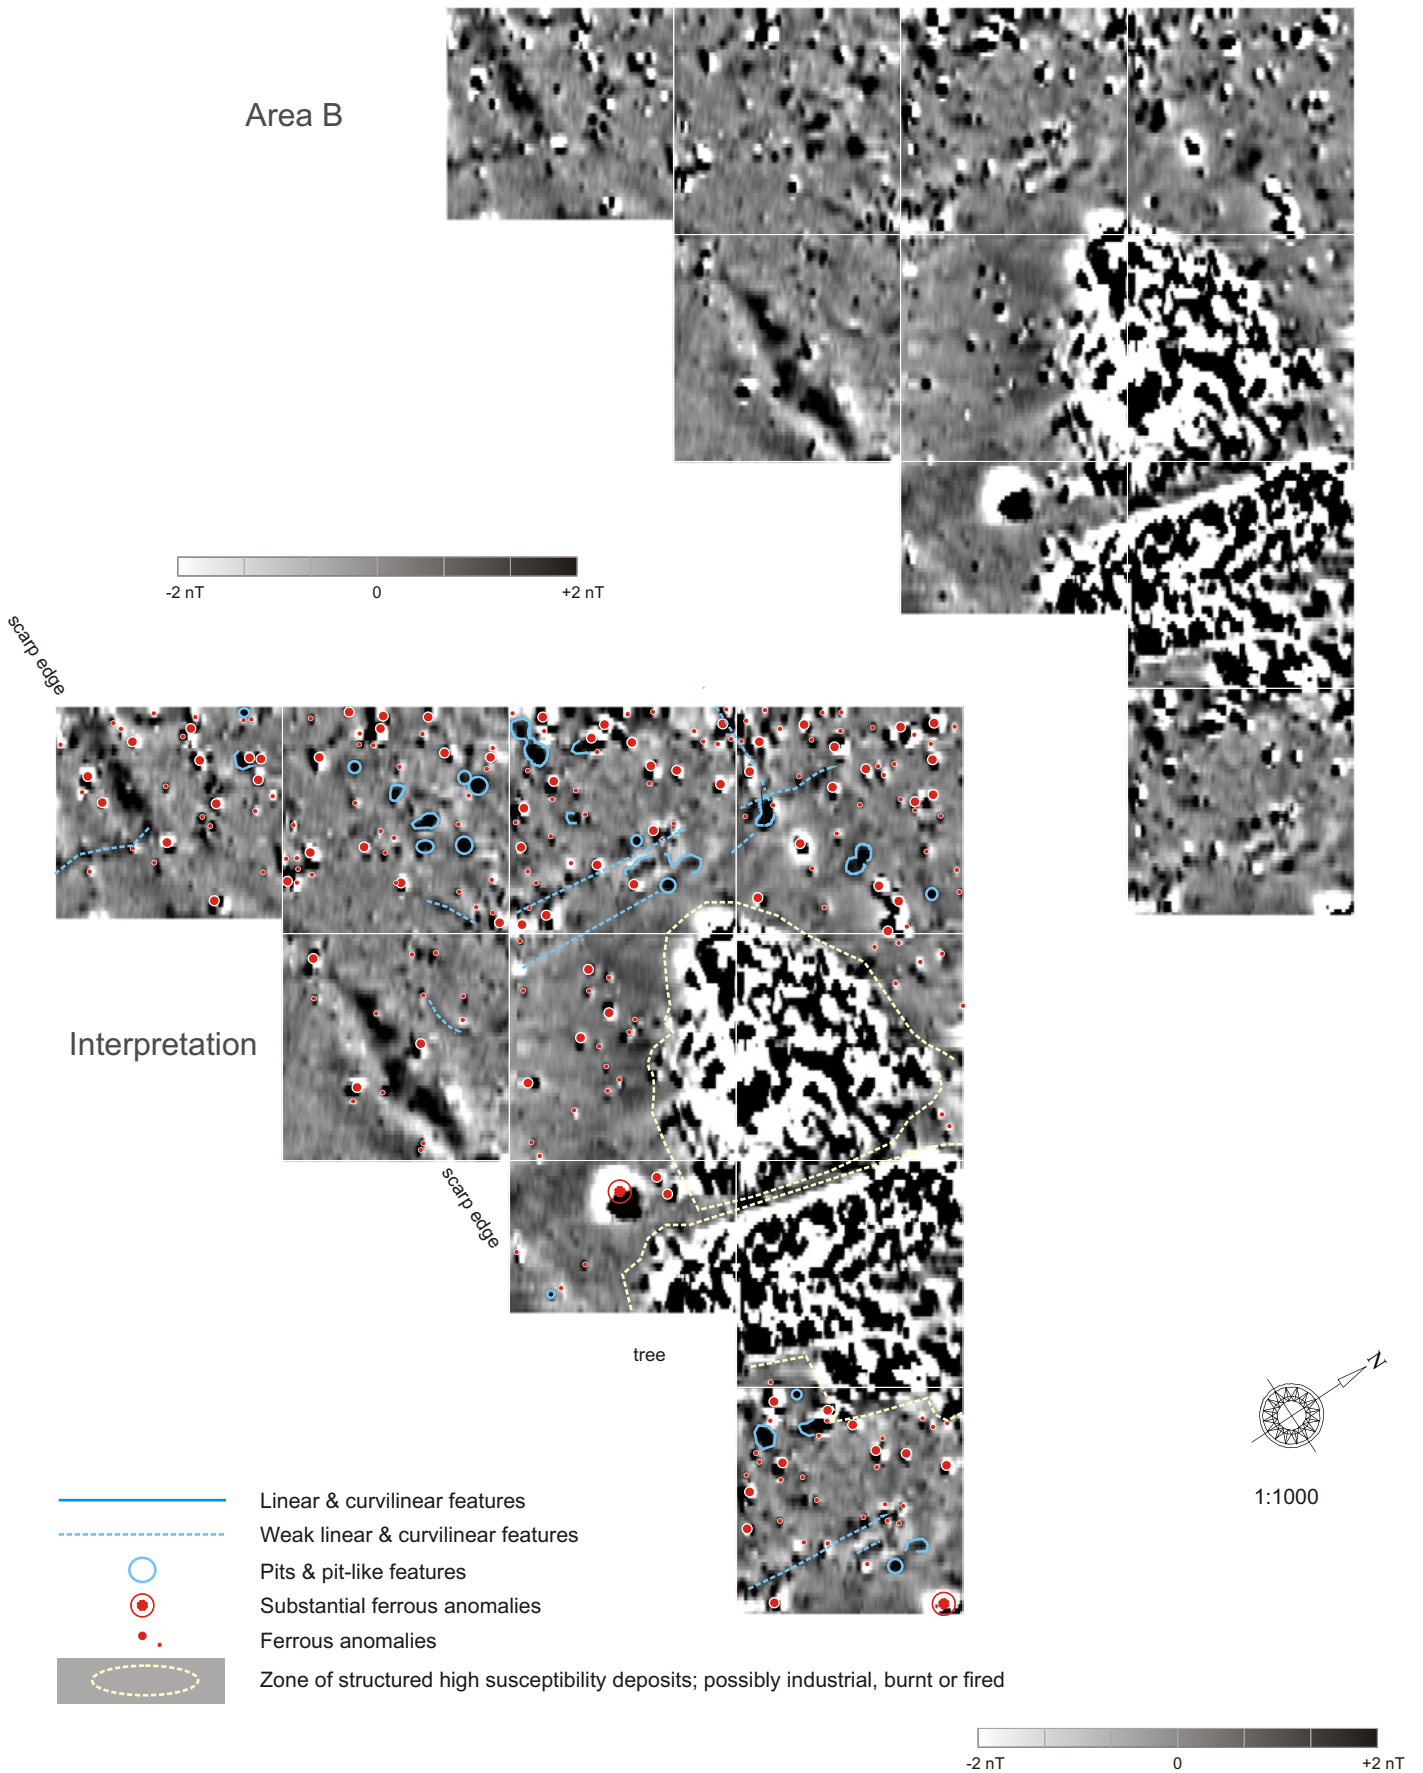 Area B
-2 nT 0 +2 nT
scarp edge
Interpretation
scarp edge
tree
N
1:1000
Linear & curvilinear features
Weak linear & curvilinear features
Pits & pit-like features
Substantial ferrous anomalies
Ferrous anomalies
Zone of structured high susceptibility deposits; possibly industrial, burnt or fired
-2 nT 0 +2 nT